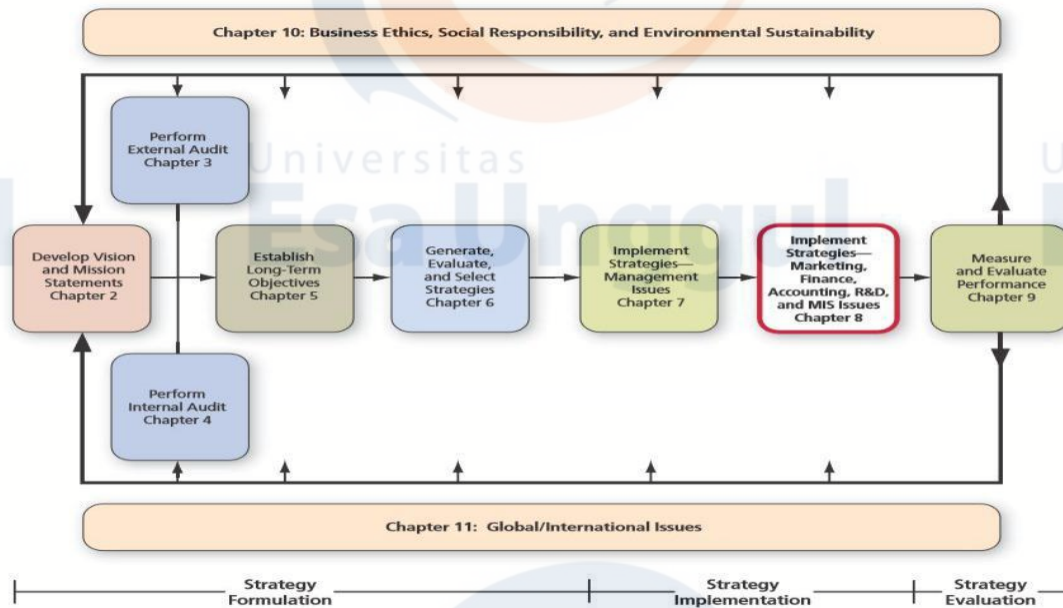 Chapter 10: Business Ethics, Social Responsibility, and Environmental Sustainability
Perform
External Audit
Chapter 3
Universitas
Esa Unggul
U
Develop Vision
and Mission
Statements
Chapter 2
Establish
Long-Term
Objectives
Chapter 5
Generate,
Evaluate,
and Select
Strategies
Chapter 6
Implement
Strategies—
Management
Issues
Chapter 7
Implement
Strategies—
Marketing,
Finance,
Accounting, R&D,
and MIS Issues
Chapter 8
Measure
and Evaluate
Performance
Chapter 9
Perform
Internal Audit
Chapter 4
Chapter 11: Global/International Issues
Strategy
Formulation
Strategy
Implementation
Strategy
Evaluation